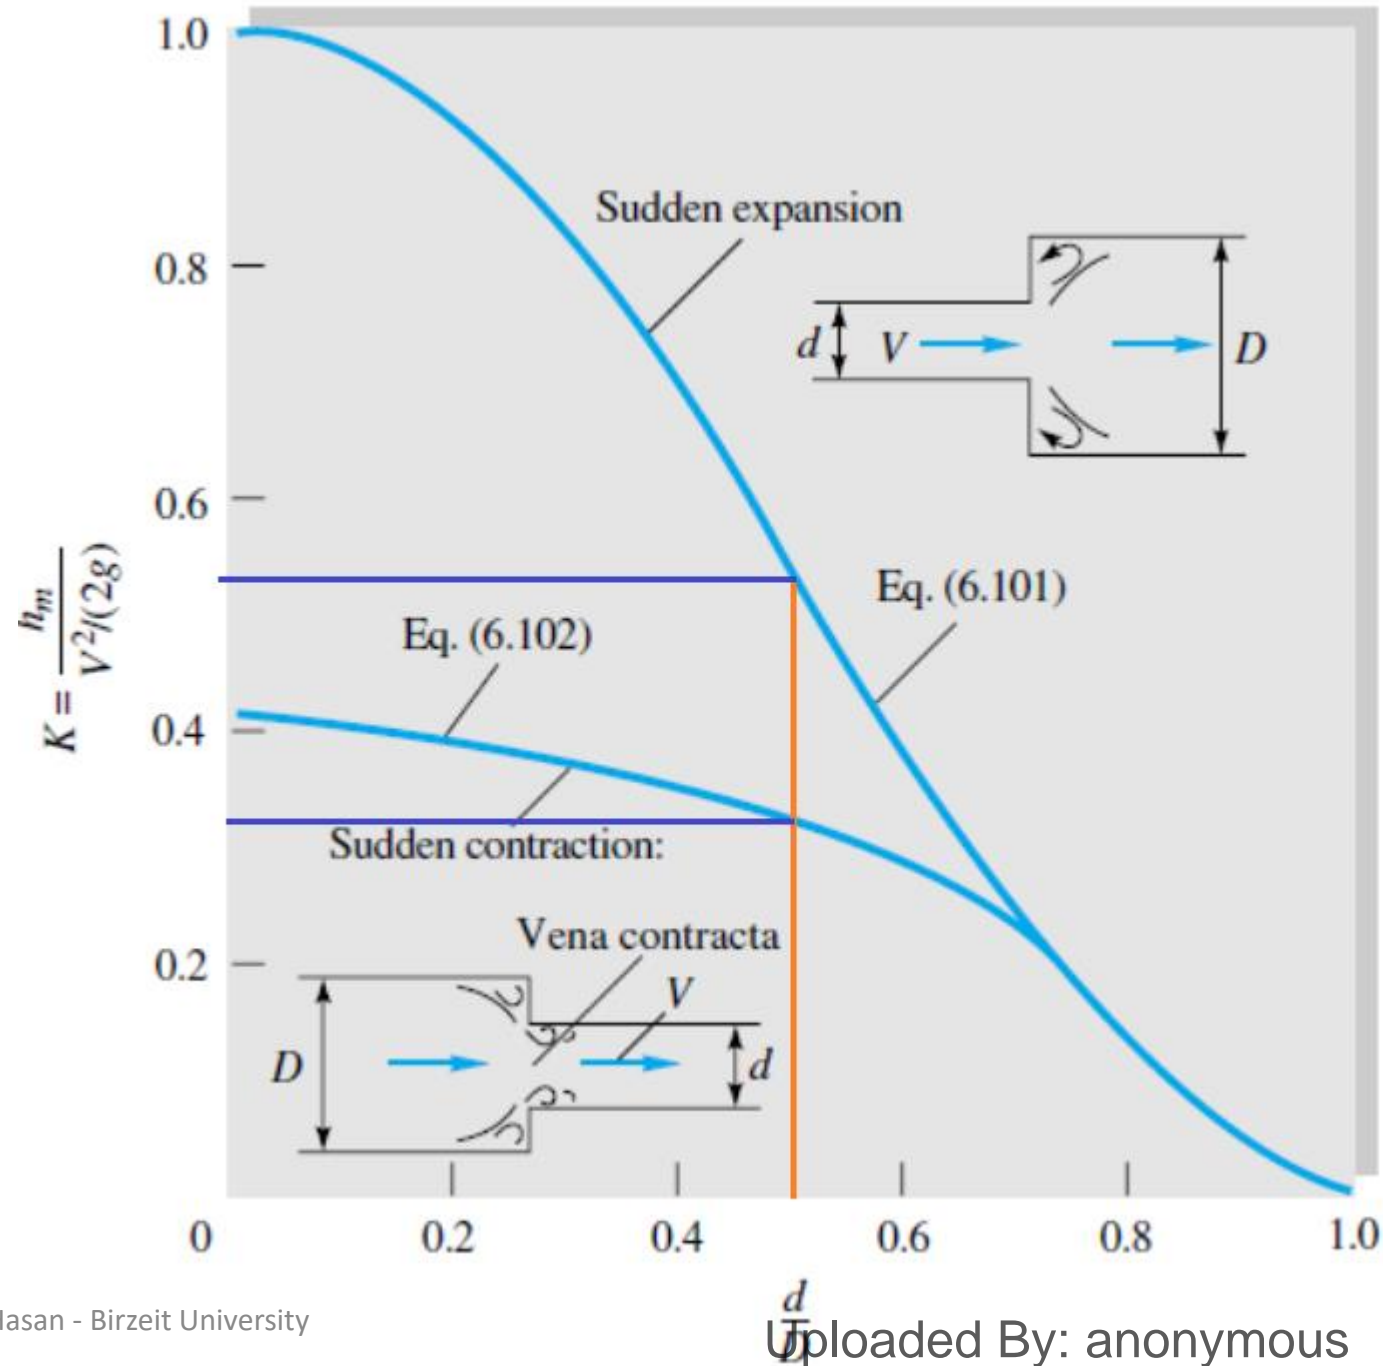 1.0
Sudden expansion
0.8
d V D
0.6
K = hm / V²/(2g)
Eq. (6.101)
Eq. (6.102)
0.4
Sudden contraction:
Vena contracta
0.2
V
D
d
0 0.2 0.4 0.6 0.8 1.0
d
D
Hasan - Birzeit University
Uploaded By: anonymous